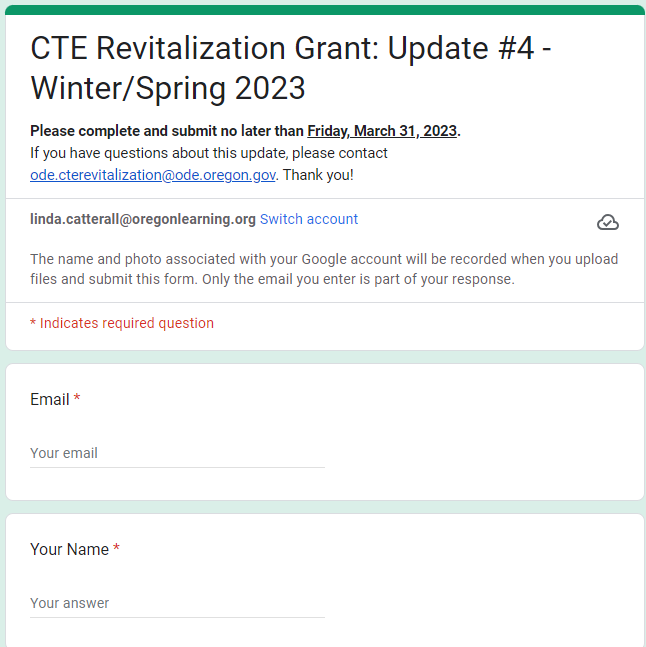 CTE Revitalization Grant: Update #4 -
Winter/Spring 2023
Please complete and submit no later than Friday, March 31, 2023.
If you have questions about this update, please contact
ode.cterevitalization@ode.oregon.gov. Thank you!
linda.catterall@oregonlearning.org Switch account
The name and photo associated with your Google account will be recorded when you upload
files and submit this form. Only the email you enter is part of your response.
* Indicates required question
Email *
Your email
Your Name *
Your answer